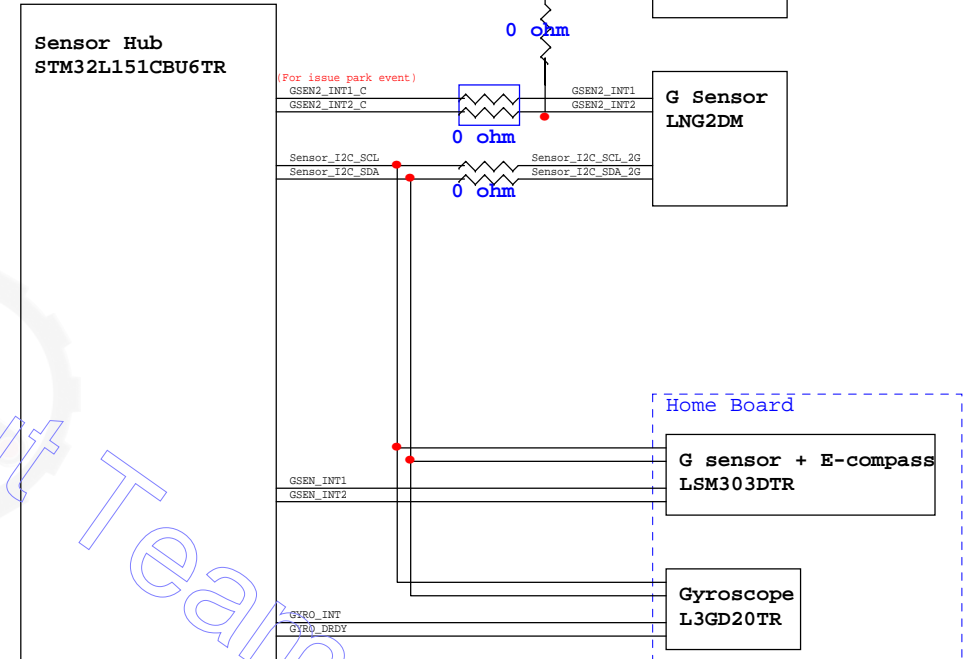 0 ohm
Sensor Hub
STM32L151CBU6TR
(For issue park event)
GSEN2_INT1_C
GSEN2_INT2_C
GSEN2_INT1
GSEN2_INT2
G Sensor
LNG2DM
0 ohm
Sensor_I2C_SCL
Sensor_I2C_SDA
Sensor_I2C_SCL_2G
Sensor_I2C_SDA_2G
0 ohm
Home Board
G sensor + E-compass
LSM303DTR
GSEN_INT1
GSEN_INT2
Gyroscope
L3GD20TR
GYRO_INT
GYRO_DRDY
Team